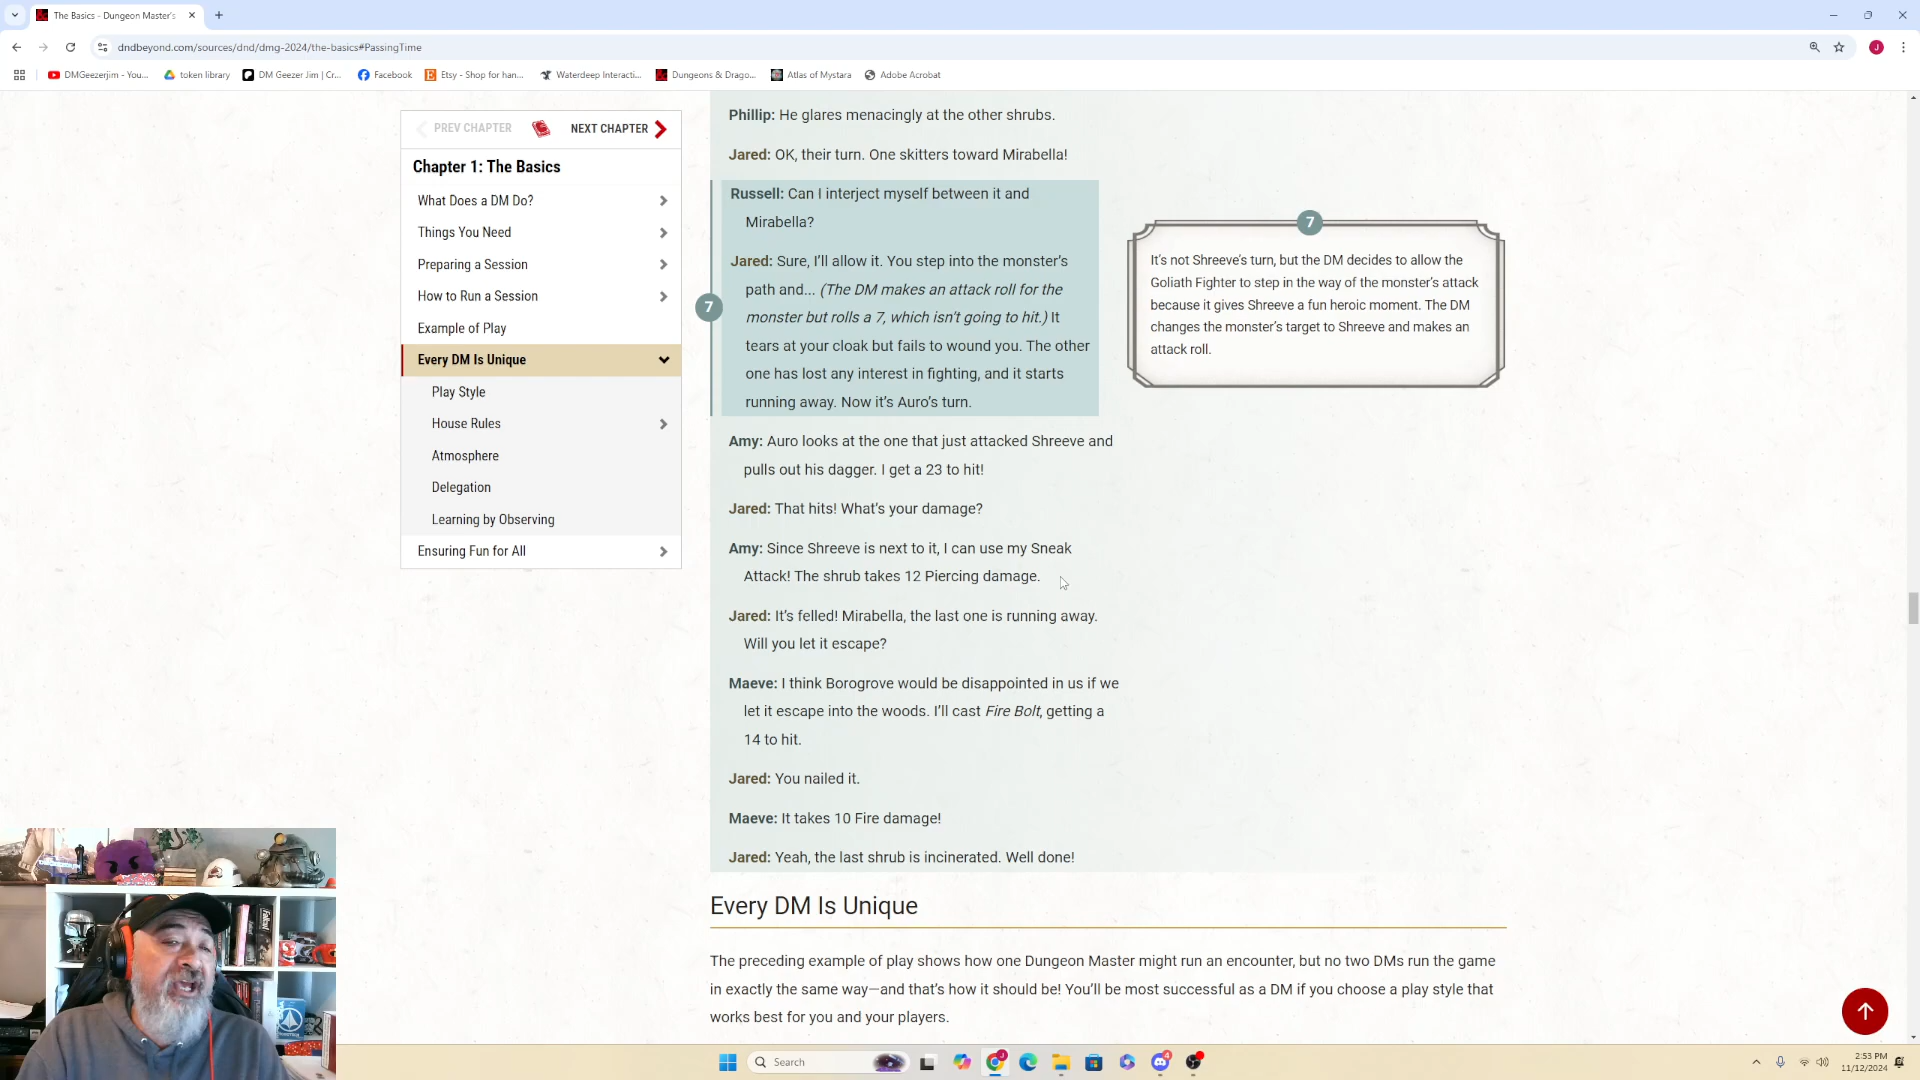 The Basics - Dungeon Master's
dndbeyond.com/sources/dnd/dmg-2024/the-basics#PassingTime
J
DMGeezerjim - You...
token library
DM Geezer Jim | Cr...
Facebook
Etsy - Shop for han...
Waterdeep Interacti...
Dungeons & Drago...
Atlas of Mystara
Adobe Acrobat
PREV CHAPTER
NEXT CHAPTER
Chapter 1: The Basics
What Does a DM Do?
Things You Need
Preparing a Session
How to Run a Session
Example of Play
Every DM Is Unique
Play Style
House Rules
Atmosphere
Delegation
Learning by Observing
Ensuring Fun for All
Phillip: He glares menacingly at the other shrubs.
Jared: OK, their turn. One skitters toward Mirabella!
7
Russell: Can I interject myself between it and
Mirabella?
Jared: Sure, I'll allow it. You step into the monster's
path and... (The DM makes an attack roll for the
monster but rolls a 7, which isn't going to hit.) It
tears at your cloak but fails to wound you. The other
one has lost any interest in fighting, and it starts
running away. Now it's Auro's turn.
7
It's not Shreeve's turn, but the DM decides to allow the
Goliath Fighter to step in the way of the monster's attack
because it gives Shreeve a fun heroic moment. The DM
changes the monster's target to Shreeve and makes an
attack roll.
Amy: Auro looks at the one that just attacked Shreeve and
pulls out his dagger. I get a 23 to hit!
Jared: That hits! What's your damage?
Amy: Since Shreeve is next to it, I can use my Sneak
Attack! The shrub takes 12 Piercing damage.
Jared: It's felled! Mirabella, the last one is running away.
Will you let it escape?
Maeve: I think Borogrove would be disappointed in us if we
let it escape into the woods. I'll cast Fire Bolt, getting a
14 to hit.
Jared: You nailed it.
Maeve: It takes 10 Fire damage!
Jared: Yeah, the last shrub is incinerated. Well done!
Every DM Is Unique
The preceding example of play shows how one Dungeon Master might run an encounter, but no two DMs run the game
in exactly the same way—and that's how it should be! You'll be most successful as a DM if you choose a play style that
works best for you and your players.
Search
4
2:53 PM
11/12/2024